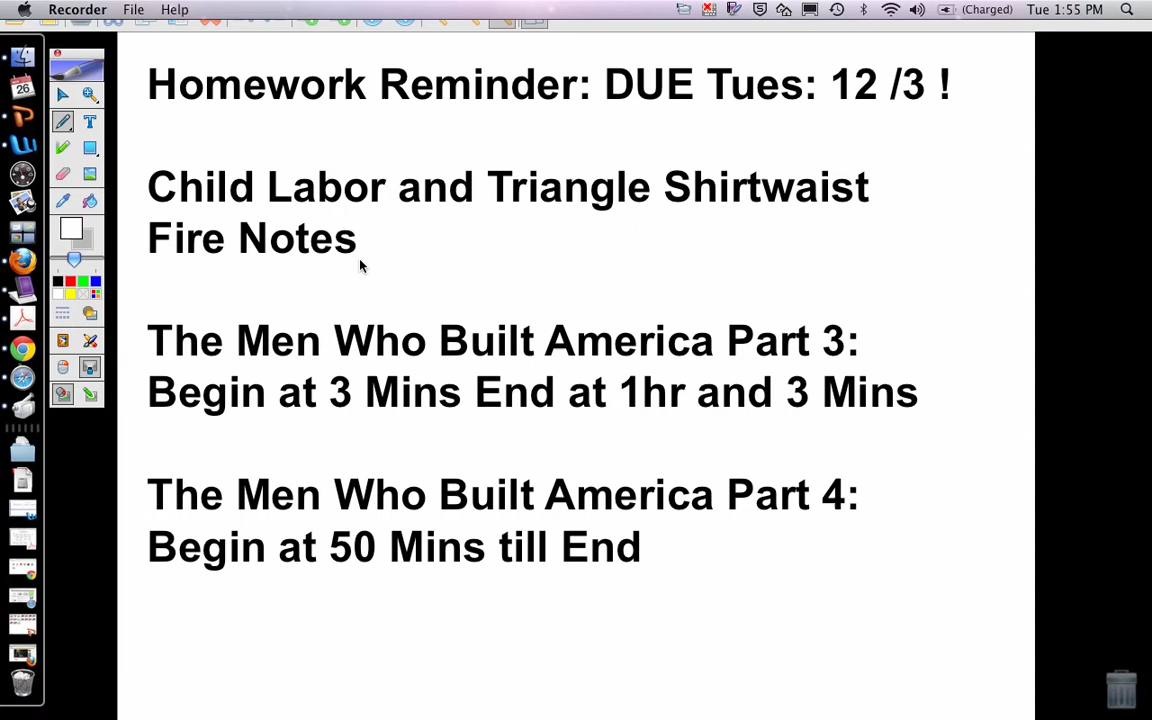 Recorder File Help (Charged) Tue 1:55 PM
26
Homework Reminder: DUE Tues: 12 /3 !
Child Labor and Triangle Shirtwaist
Fire Notes
The Men Who Built America Part 3:
Begin at 3 Mins End at 1hr and 3 Mins
The Men Who Built America Part 4:
Begin at 50 Mins till End